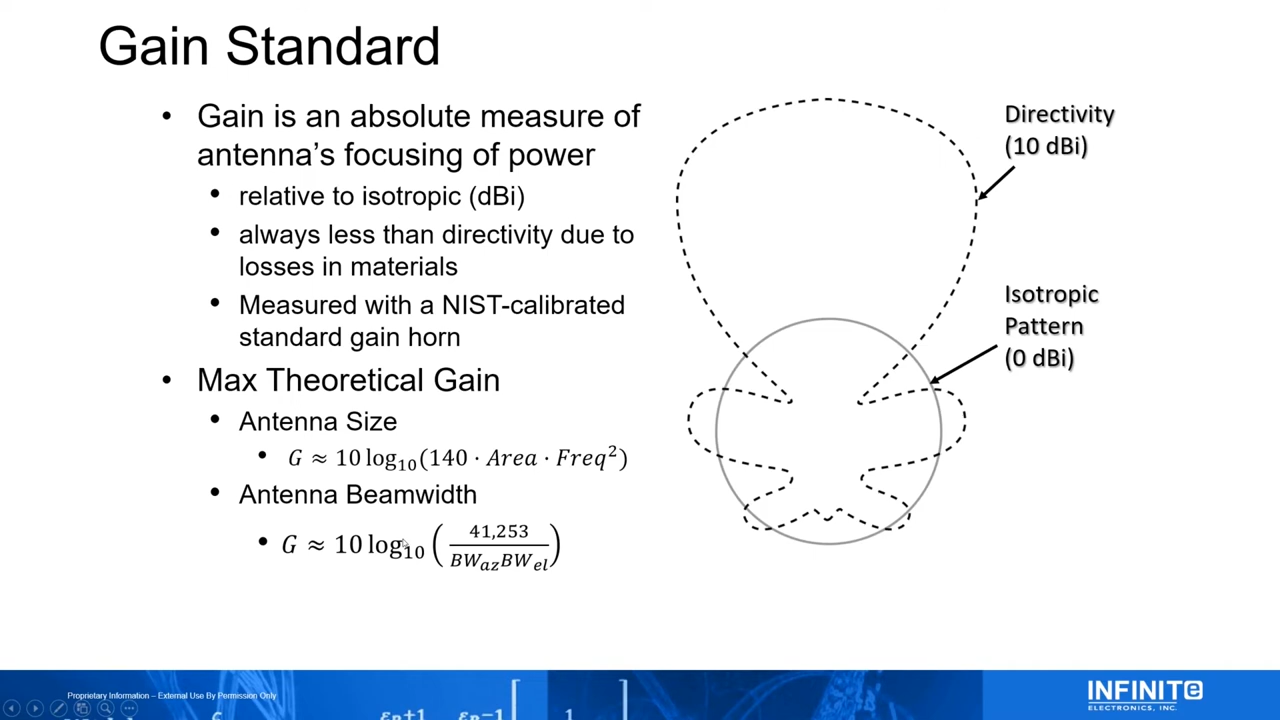 Gain Standard
• Gain is an absolute measure of
antenna’s focusing of power
• relative to isotropic (dBi)
• always less than directivity due to
losses in materials
• Measured with a NIST-calibrated
standard gain horn
• Max Theoretical Gain
• Antenna Size
• G ≈ 10 log₁₀(140 · Area · Freq²)
• Antenna Beamwidth
• G ≈ 10 log₁₀ (41,253 / BW_az BW_el)
Directivity
(10 dBi)
Isotropic
Pattern
(0 dBi)
Proprietary Information – External Use By Permission Only
INFINITE
ELECTRONICS, INC.